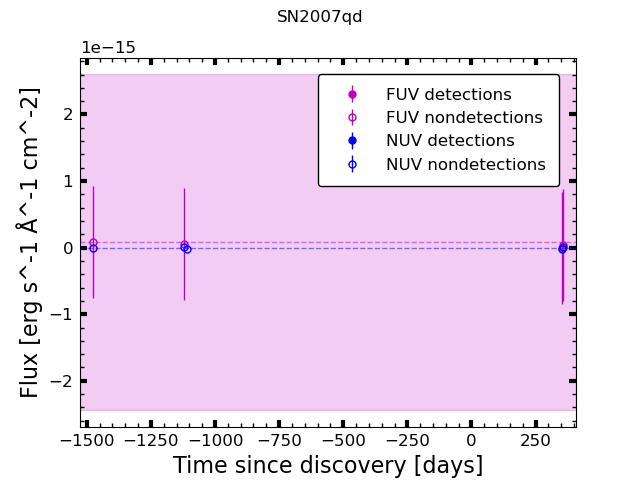 SN2007qd
1e−15
FUV detections
FUV nondetections
NUV detections
NUV nondetections
2
1
0
−1
−2
Flux [erg s^-1 Å^-1 cm^-2]
−1500 −1250 −1000 −750 −500 −250 0 250
Time since discovery [days]